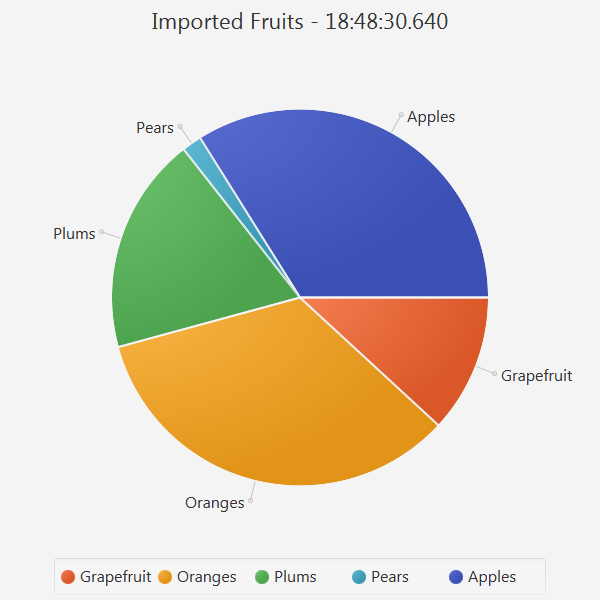 Imported Fruits - 18:48:30.640
Apples
Pears
Plums
Grapefruit
Oranges
Grapefruit Oranges Plums Pears Apples